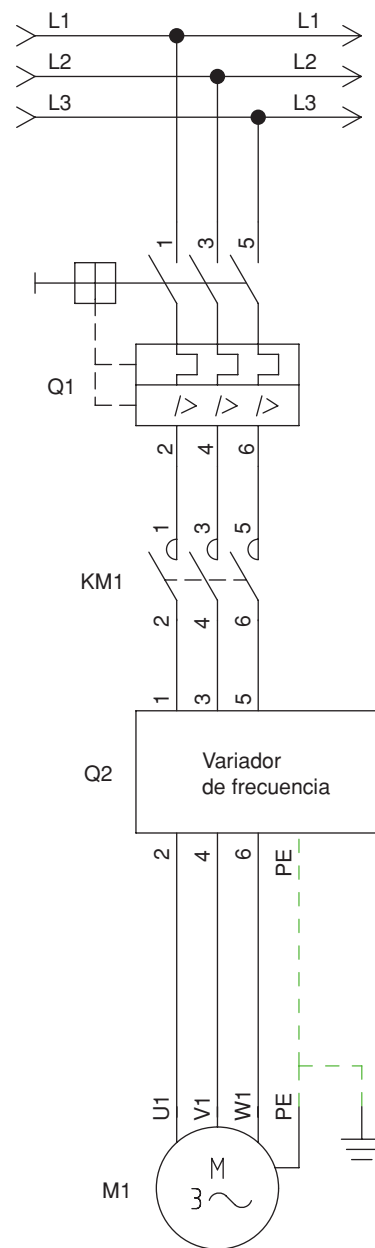 L1 L1
L2 L2
L3 L3
1 3 5
Q1
/> /> />
2 4 6
1 3 5
KM1
2 4 6
1 3 5
Q2
Variador
de frecuencia
2 4 6 PE
U1 V1 W1 PE
M1
M
3 ~